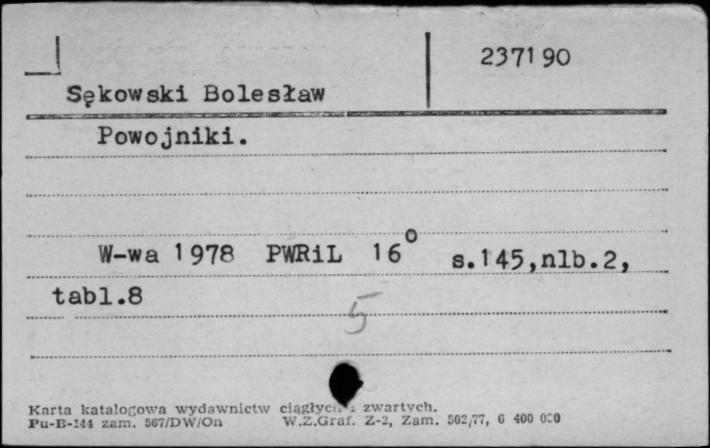 237190
Sękowski Bolesław
Powojniki.
W-wa 1978 PWRiL 16° s.145,nlb.2,
tabl.8
5
Karta katalogowa wydawnictw ciągłych i zwartych.
Pu-B-144 zam. 567/DW/On W.Z.Graf. Z-2, Zam. 502/77, 6 400 000